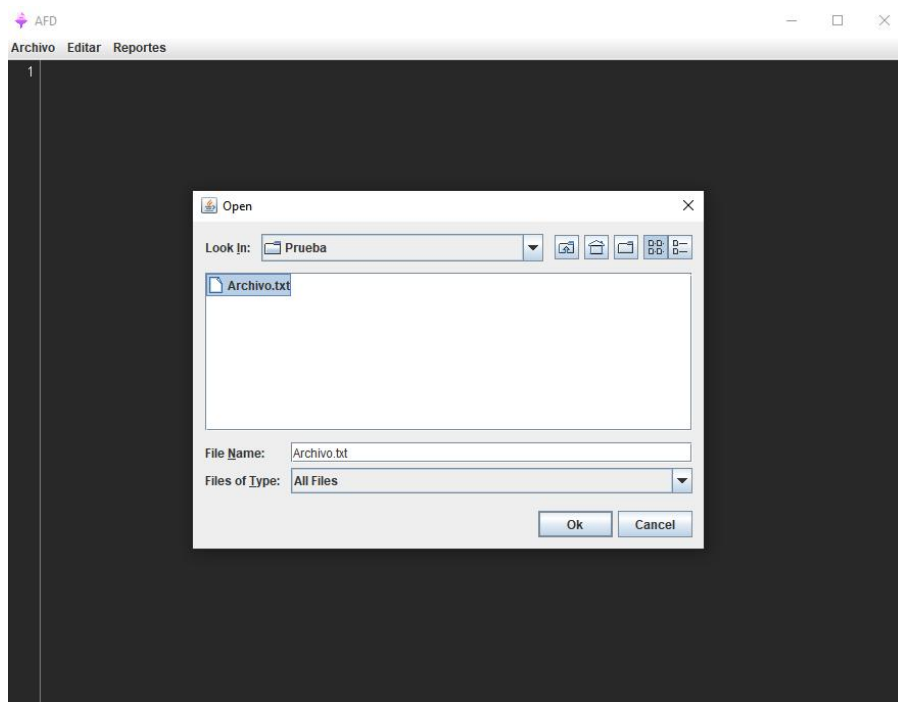 AFD
Archivo Editar Reportes
1
Open
Look In: Prueba
Archivo.txt
File Name: Archivo.txt
Files of Type: All Files
Ok Cancel